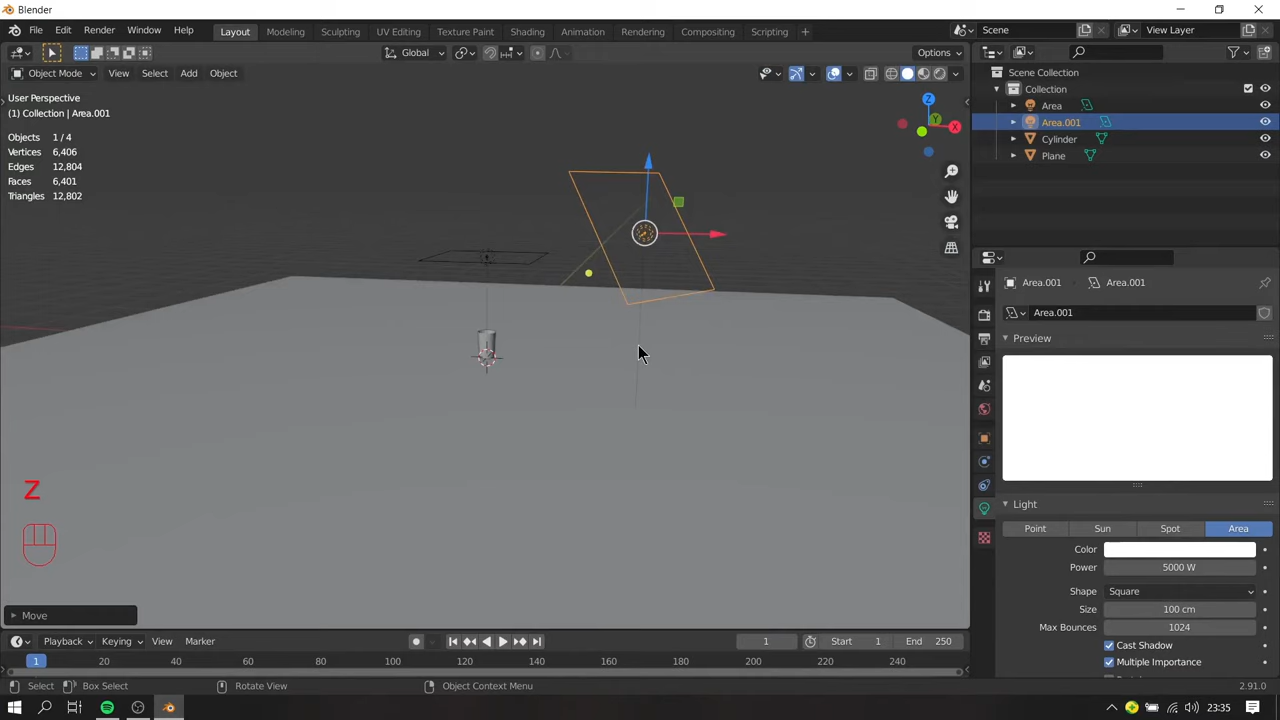 Blender
File Edit Render Window Help Layout Modeling Sculpting UV Editing Texture Paint Shading Animation Rendering Compositing Scripting + Scene View Layer
Global Options
Object Mode View Select Add Object
User Perspective
(1) Collection | Area.001
Objects 1 / 4
Vertices 6,406
Edges 12,804
Faces 6,401
Triangles 12,802
Z
Y
X
Scene Collection
Collection
Area
Area.001
Cylinder
Plane
Area.001 Area.001
Area.001
Preview
Light
Point Sun Spot Area
Color
Power 5000 W
Shape Square
Size 100 cm
Max Bounces 1024
Cast Shadow
Multiple Importance
Z
Move
Playback Keying View Marker 1 Start 1 End 250
1 20 40 60 80 100 120 140 160 180 200 220 240
Select Box Select Rotate View Object Context Menu 2.91.0
23:35